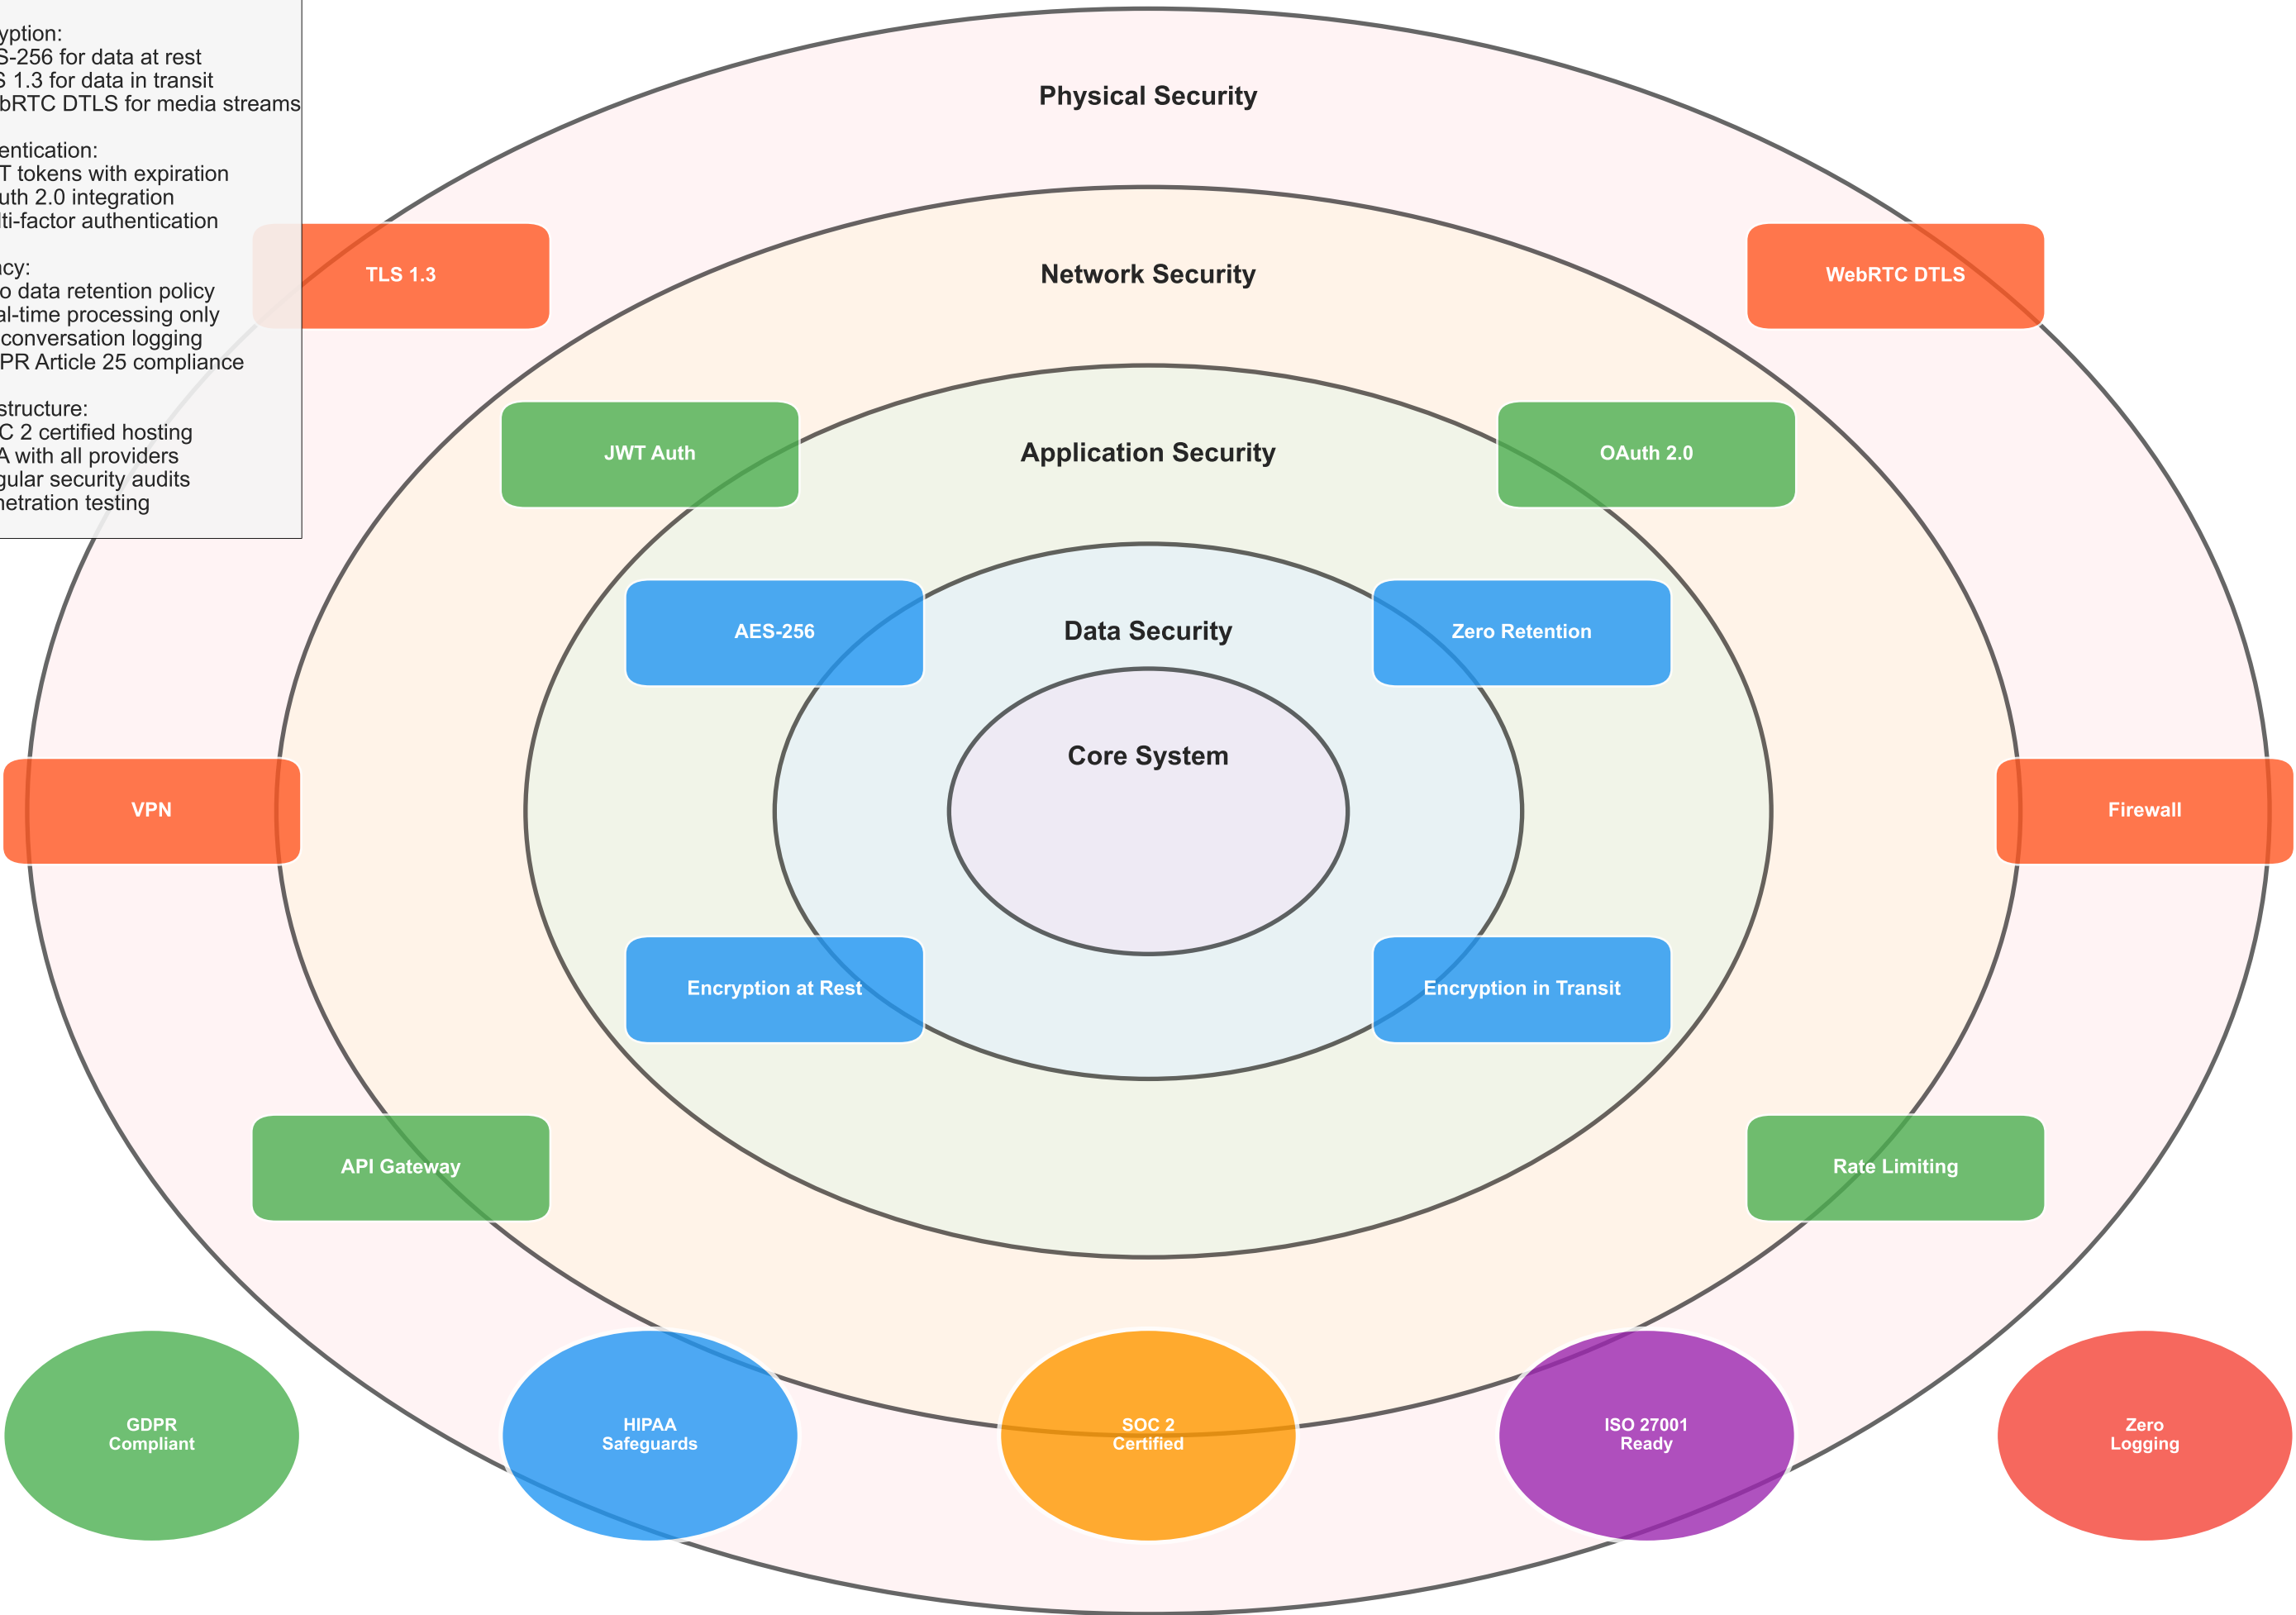 yption:
S-256 for data at rest
S 1.3 for data in transit
bRTC DTLS for media streams
entication:
T tokens with expiration
uth 2.0 integration
lti-factor authentication
acy:
o data retention policy
al-time processing only
conversation logging
PR Article 25 compliance
structure:
C 2 certified hosting
A with all providers
gular security audits
netration testing
Physical Security
TLS 1.3
Network Security
WebRTC DTLS
JWT Auth
Application Security
OAuth 2.0
AES-256
Data Security
Zero Retention
Core System
VPN
Firewall
Encryption at Rest
Encryption in Transit
API Gateway
Rate Limiting
GDPR
Compliant
HIPAA
Safeguards
SOC 2
Certified
ISO 27001
Ready
Zero
Logging